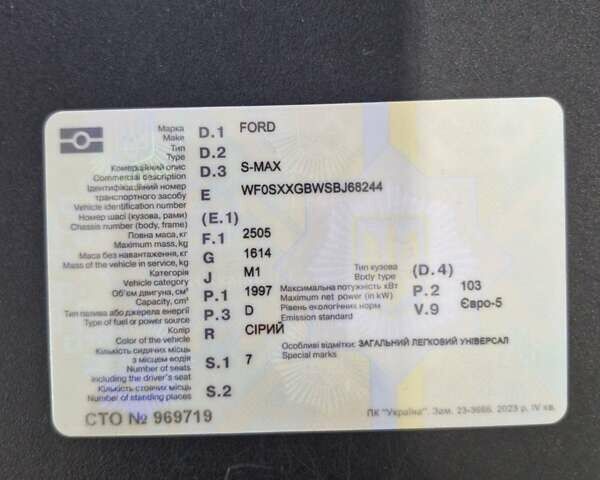 Марка D.1 FORD
Make
Тип D.2
Type
Комерційний опис D.3 S-MAX
Commercial description
Ідентифікаційний номер
транспортного засобу E WF0SXXGBWSBJ68244
Vehicle identification number
Номер шасі (кузова, рами) (E.1)
Chassis number (body, frame)
Повна маса, кг F.1 2505
Maximum mass, kg
Маса без навантаження, кг G 1614
Mass of the vehicle in service, kg
Категорія J M1 Тип кузова (D.4)
Vehicle category Body type
Об'єм двигуна, см³ P.1 1997 Максимальна потужність кВт P.2 103
Capacity, cm³ Maximum net power (in kW)
Тип палива або джерела енергії P.3 D Рівень екологічних норм V.9 Євро-5
Type of fuel or power source Emission standard
Колір R СІРИЙ
Color of the vehicle
Кількість сидячих місць Особливі відмітки: ЗАГАЛЬНИЙ ЛЕГКОВИЙ УНІВЕРСАЛ
з місцем водія S.1 7 Special marks
Number of seats
including the driver's seat
Кількість стоячих місць S.2
Number of standing places
СТО № 969719
ПК "Україна". Зам. 23-3686. 2023 р. IV кв.